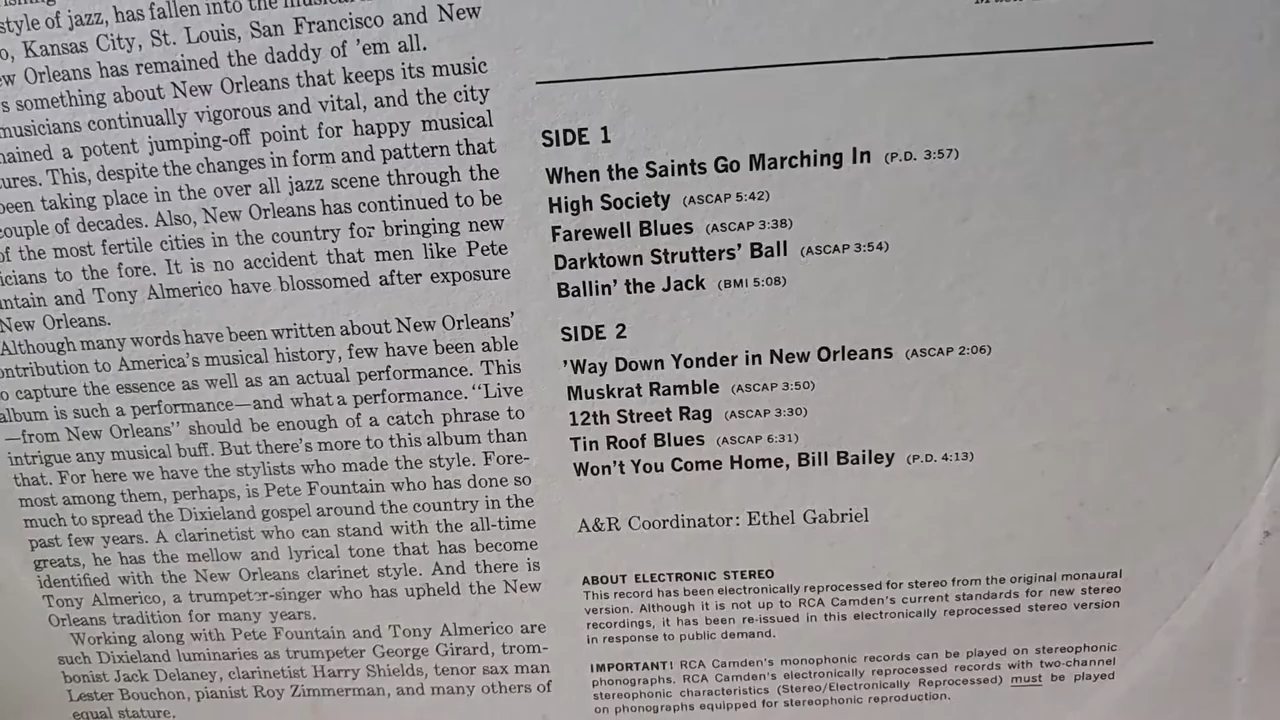 style of jazz, has fallen into the musical
o, Kansas City, St. Louis, San Francisco and New
ew Orleans has remained the daddy of 'em all.
s something about New Orleans that keeps its music
musicians continually vigorous and vital, and the city
nained a potent jumping-off point for happy musical
ures. This, despite the changes in form and pattern that
been taking place in the over all jazz scene through the
couple of decades. Also, New Orleans has continued to be
of the most fertile cities in the country for bringing new
icians to the fore. It is no accident that men like Pete
ntain and Tony Almerico have blossomed after exposure
New Orleans.
Although many words have been written about New Orleans'
ontribution to America's musical history, few have been able
o capture the essence as well as an actual performance. This
album is such a performance—and what a performance. "Live
—from New Orleans" should be enough of a catch phrase to
intrigue any musical buff. But there's more to this album than
that. For here we have the stylists who made the style. Fore-
most among them, perhaps, is Pete Fountain who has done so
much to spread the Dixieland gospel around the country in the
past few years. A clarinetist who can stand with the all-time
greats, he has the mellow and lyrical tone that has become
identified with the New Orleans clarinet style. And there is
Tony Almerico, a trumpeter-singer who has upheld the New
Orleans tradition for many years.
Working along with Pete Fountain and Tony Almerico are
such Dixieland luminaries as trumpeter George Girard, trom-
bonist Jack Delaney, clarinetist Harry Shields, tenor sax man
Lester Bouchon, pianist Roy Zimmerman, and many others of
equal stature.
SIDE 1
When the Saints Go Marching In (P.D. 3:57)
High Society (ASCAP 5:42)
Farewell Blues (ASCAP 3:38)
Darktown Strutters' Ball (ASCAP 3:54)
Ballin' the Jack (BMI 5:08)
SIDE 2
'Way Down Yonder in New Orleans (ASCAP 2:06)
Muskrat Ramble (ASCAP 3:50)
12th Street Rag (ASCAP 3:30)
Tin Roof Blues (ASCAP 6:31)
Won't You Come Home, Bill Bailey (P.D. 4:13)
A&R Coordinator: Ethel Gabriel
ABOUT ELECTRONIC STEREO
This record has been electronically reprocessed for stereo from the original monaural
version. Although it is not up to RCA Camden's current standards for new stereo
recordings, it has been re-issued in this electronically reprocessed stereo version
in response to public demand.
IMPORTANT! RCA Camden's monophonic records can be played on stereophonic
phonographs. RCA Camden's electronically reprocessed records with two-channel
stereophonic characteristics (Stereo/Electronically Reprocessed) must be played
on phonographs equipped for stereophonic reproduction.